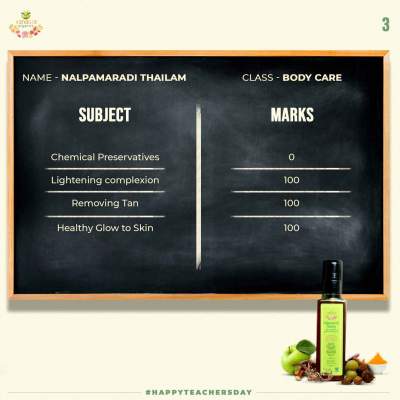 3
NAME - NALPAMARADI THAILAM
CLASS - BODY CARE
SUBJECT
MARKS
Chemical Preservatives
0
Lightening complexion
100
Removing Tan
100
Healthy Glow to Skin
100
#HAPPYTEACHERSDAY